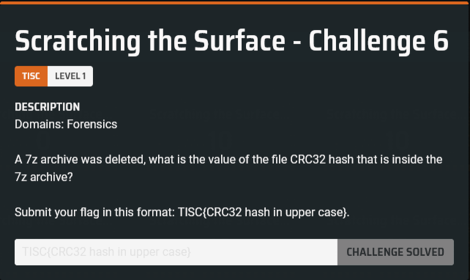 Scratching the Surface - Challenge 6
TISC LEVEL 1
DESCRIPTION
Domains: Forensics
A 7z archive was deleted, what is the value of the file CRC32 hash that is inside the
7z archive?
Submit your flag in this format: TISC{CRC32 hash in upper case}.
TISC{CRC32 hash in upper case} CHALLENGE SOLVED